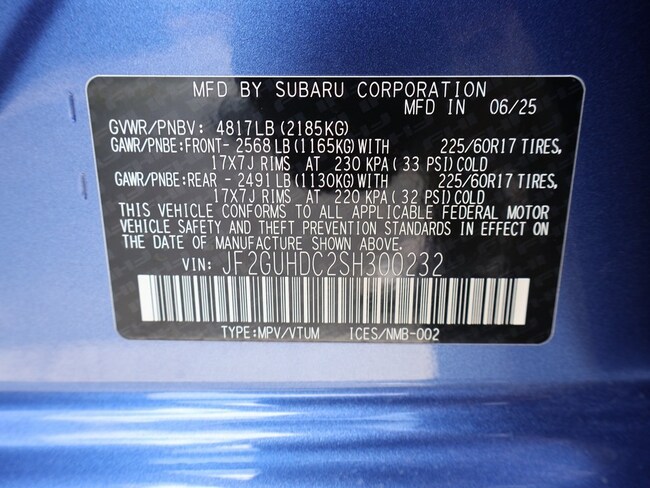 MFD BY SUBARU CORPORATION
MFD IN 06/25
GVWR/PNBV: 4817LB (2185KG)
GAWR/PNBE:FRONT- 2568 LB (1165KG) WITH 225/60R17 TIRES,
17X7J RIMS AT 230 KPA ( 33 PSI) COLD
GAWR/PNBE:REAR - 2491 LB (1130KG) WITH 225/60R17 TIRES,
17X7J RIMS AT 220 KPA ( 32 PSI) COLD
THIS VEHICLE CONFORMS TO ALL APPLICABLE FEDERAL MOTOR
VEHICLE SAFETY AND THEFT PREVENTION STANDARDS IN EFFECT ON
THE DATE OF MANUFACTURE SHOWN ABOVE.
VIN: JF2GUHDC2SH300232
TYPE:MPV/VTUM ICES/NMB-002